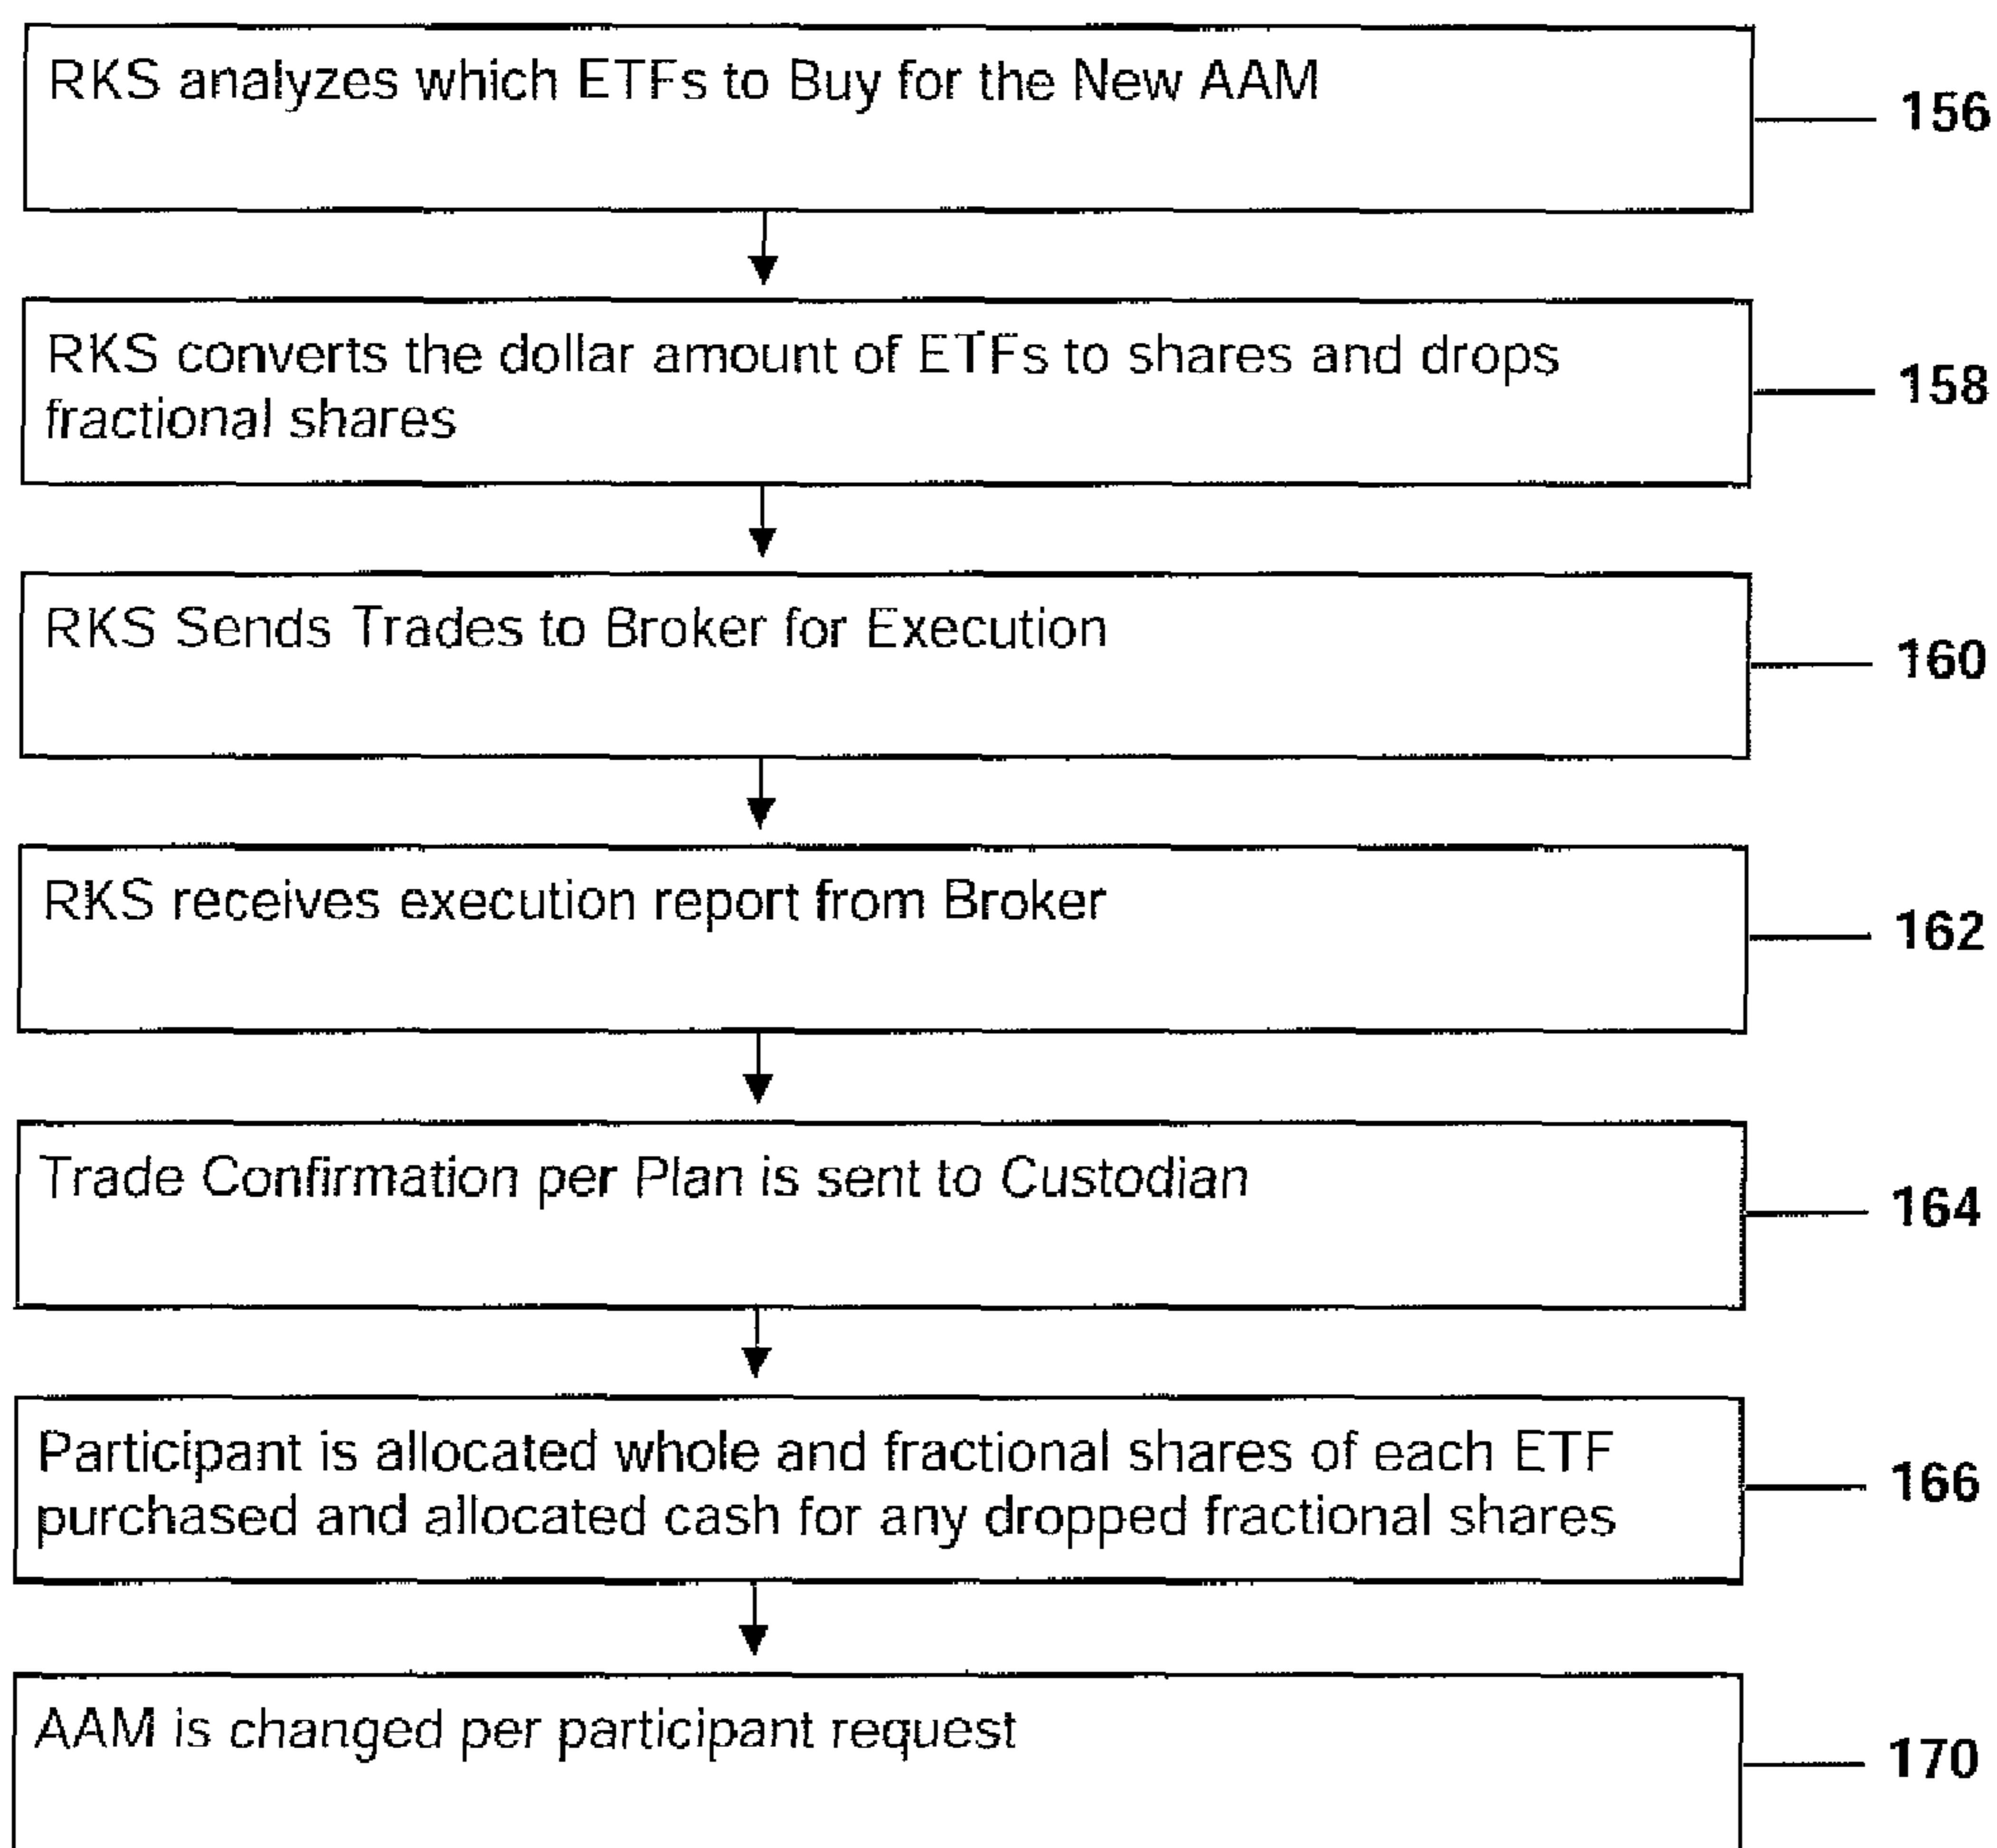 RKS analyzes which ETFs to Buy for the New AAM
156
RKS converts the dollar amount of ETFs to shares and drops
fractional shares
158
RKS Sends Trades to Broker for Execution
160
RKS receives execution report from Broker
162
Trade Confirmation per Plan is sent to Custodian
164
Participant is allocated whole and fractional shares of each ETF
purchased and allocated cash for any dropped fractional shares
166
AAM is changed per participant request
170